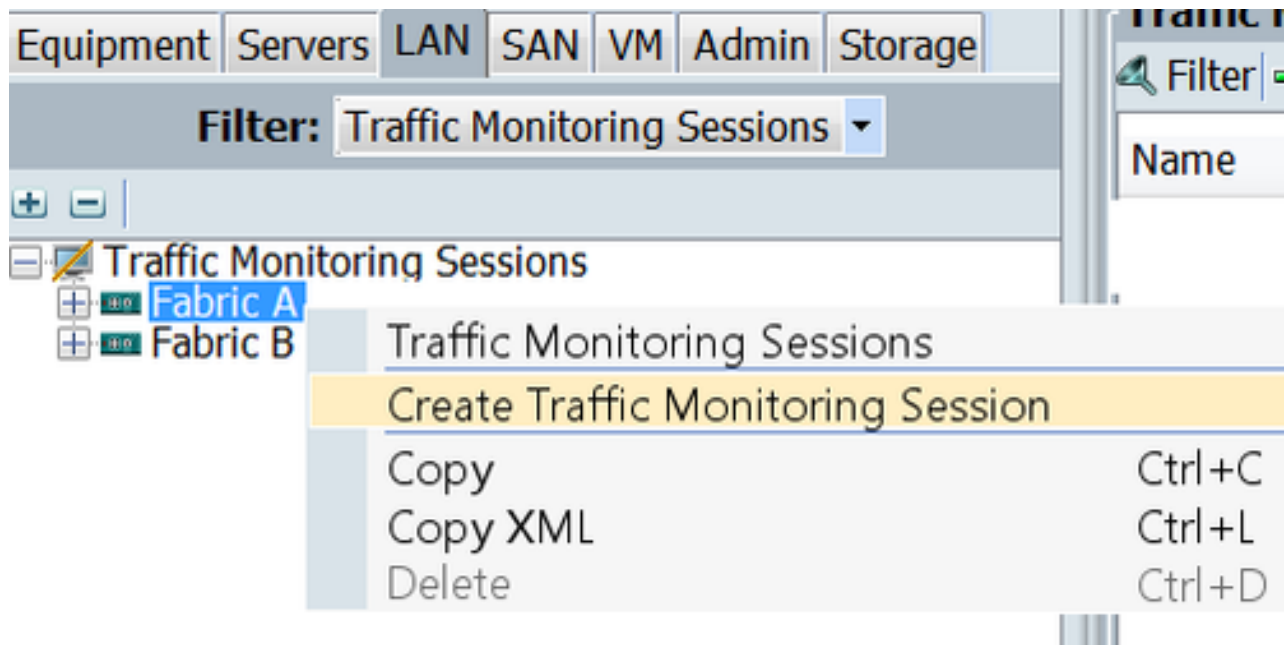 Equipment Servers LAN SAN VM Admin Storage
Filter: Traffic Monitoring Sessions
Traffic Monitoring Sessions
Fabric A
Fabric B
Traffic Monitoring Sessions
Create Traffic Monitoring Session
Copy Ctrl+C
Copy XML Ctrl+L
Delete Ctrl+D
Traffic
Filter
Name